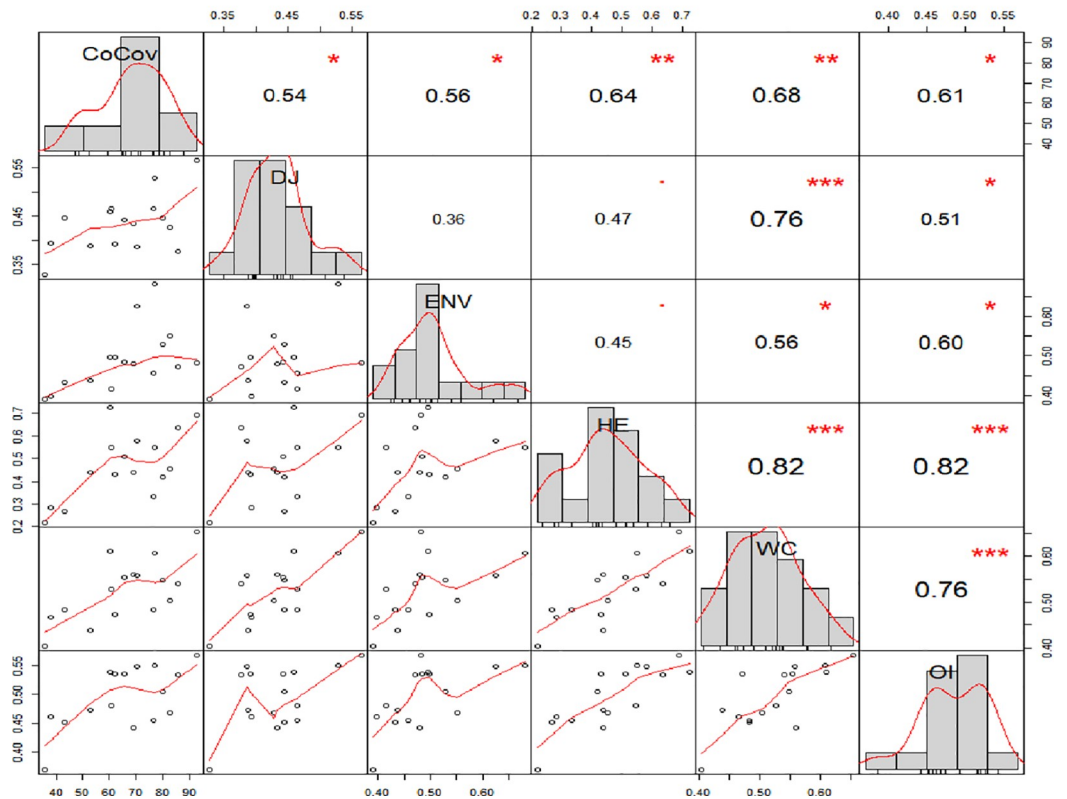 0.35 0.45 0.55 0.2 0.3 0.4 0.5 0.6 0.7 0.40 0.45 0.50 0.55
CoCov 0.54 * 0.56 * 0.64 ** 0.68 ** 0.61 * 40 50 60 70 80 90
0.35 0.45 0.55 DJ 0.36 0.47 . 0.76 *** 0.51 *
ENV 0.45 . 0.56 * 0.60 * 0.40 0.50 0.60
0.2 0.3 0.4 0.5 0.6 0.7 HE 0.82 *** 0.82 ***
WC 0.76 *** 0.40 0.50 0.60
0.40 0.45 0.50 0.55 OI
40 50 60 70 80 90 0.40 0.50 0.60 0.40 0.50 0.60